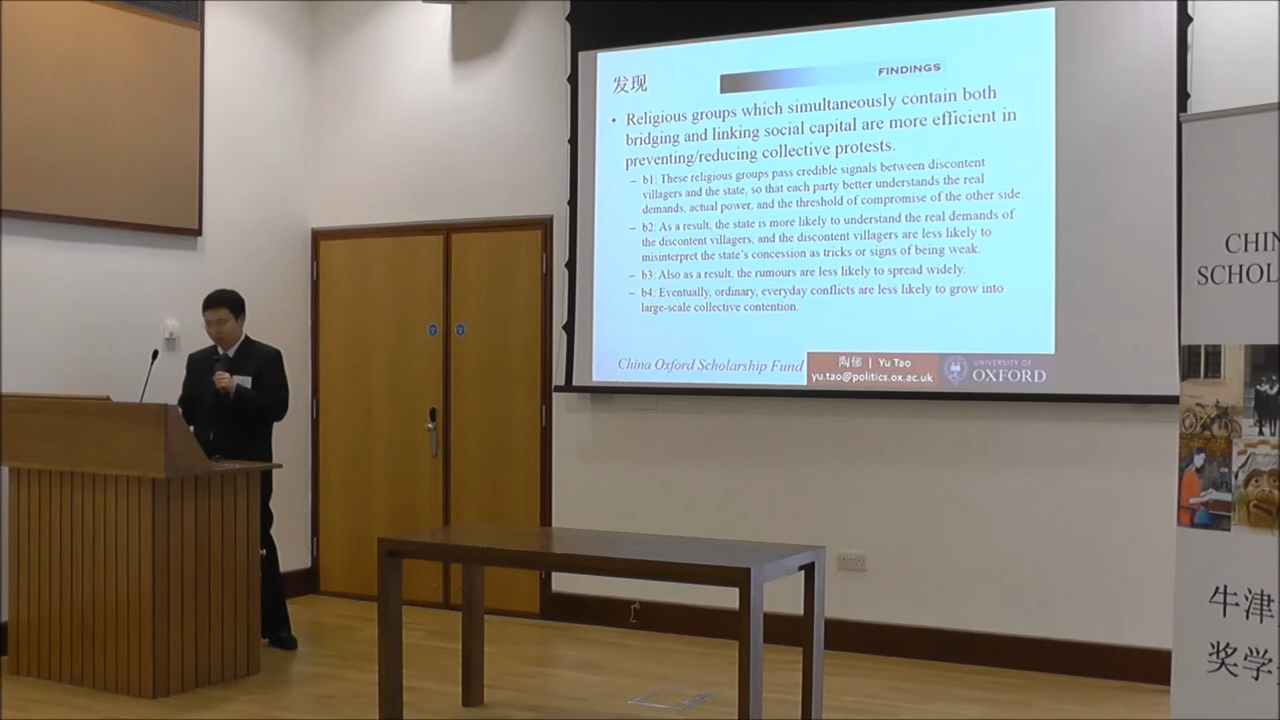 发现
FINDINGS
• Religious groups which simultaneously contain both
bridging and linking social capital are more efficient in
preventing/reducing collective protests.
– b1: These religious groups pass credible signals between discontent
villagers and the state, so that each party better understands the real
demands, actual power, and the threshold of compromise of the other side.
– b2: As a result, the state is more likely to understand the real demands of
the discontent villagers, and the discontent villagers are less likely to
misinterpret the state's concession as tricks or signs of being weak.
– b3: Also as a result, the rumours are less likely to spread widely.
– b4: Eventually, ordinary, everyday conflicts are less likely to grow into
large-scale collective contention.
China Oxford Scholarship Fund
陶郁 | Yu Tao
yu.tao@politics.ox.ac.uk
UNIVERSITY OF
OXFORD
CHIN
SCHOL
牛津
奖学